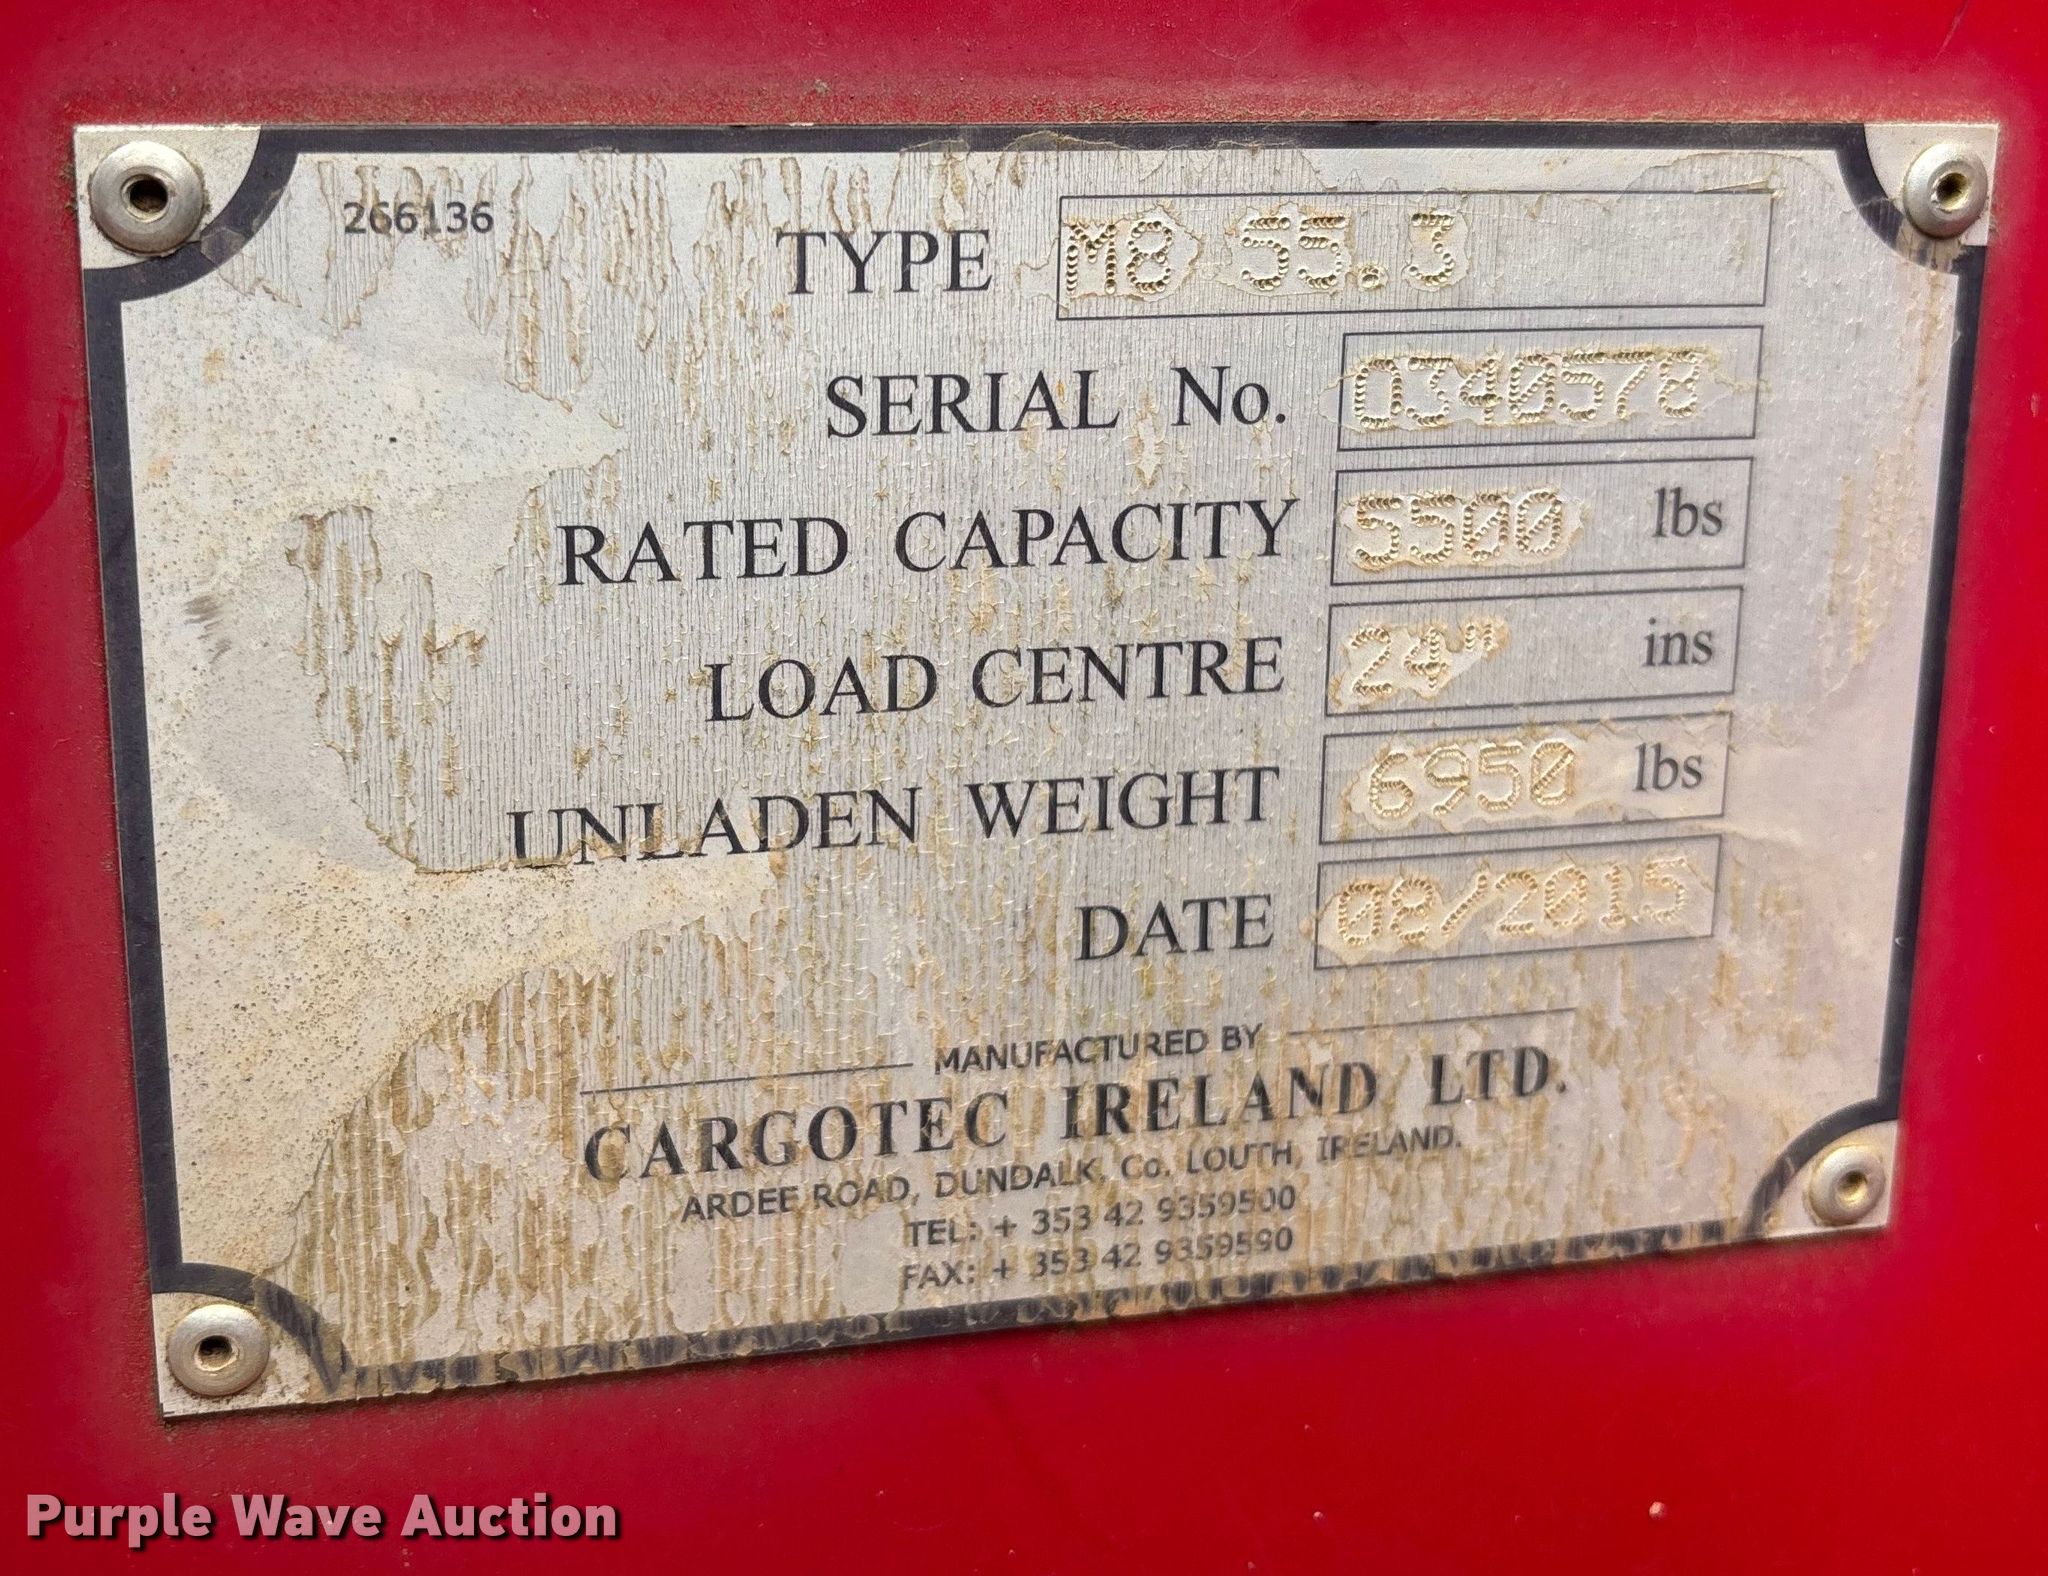 266136
TYPE M8 55.3
SERIAL No. Q340578
RATED CAPACITY 5500 lbs
LOAD CENTRE 24" ins
UNLADEN WEIGHT 6950 lbs
DATE 08/2015
MANUFACTURED BY
CARGOTEC IRELAND LTD.
ARDEE ROAD, DUNDALK, Co. LOUTH, IRELAND.
TEL: + 353 42 9359500
FAX: + 353 42 9359590
Purple Wave Auction